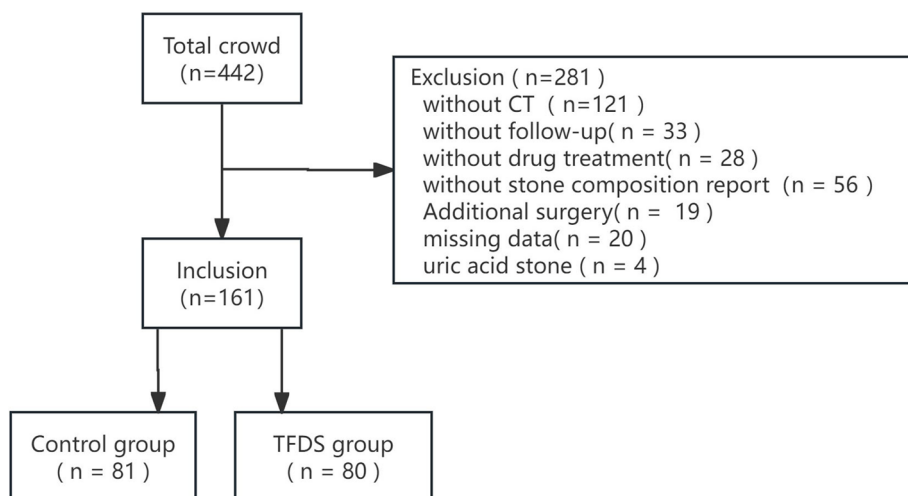 Total crowd
(n=442)
Exclusion ( n=281 )
without CT ( n=121 )
without follow-up( n = 33 )
without drug treatment( n = 28 )
without stone composition report (n = 56 )
Additional surgery( n = 19 )
missing data( n = 20 )
uric acid stone ( n = 4 )
Inclusion
(n=161)
Control group
( n = 81 )
TFDS group
( n = 80 )